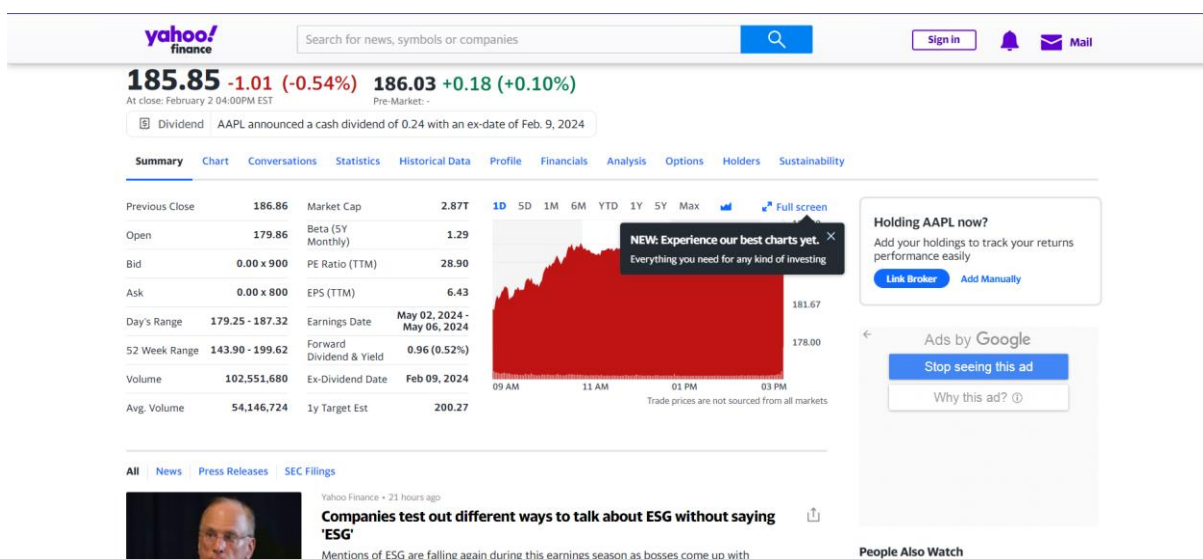 yahoo!
finance
Search for news, symbols or companies
Sign in
Mail
185.85 -1.01 (-0.54%) 186.03 +0.18 (+0.10%)
At close: February 2 04:00PM EST Pre-Market: -
Dividend AAPL announced a cash dividend of 0.24 with an ex-date of Feb. 9, 2024
Summary Chart Conversations Statistics Historical Data Profile Financials Analysis Options Holders Sustainability
Previous Close 186.86
Open 179.86
Bid 0.00 x 900
Ask 0.00 x 800
Day's Range 179.25 - 187.32
52 Week Range 143.90 - 199.62
Volume 102,551,680
Avg. Volume 54,146,724
Market Cap 2.87T
Beta (5Y
Monthly) 1.29
PE Ratio (TTM) 28.90
EPS (TTM) 6.43
Earnings Date May 02, 2024 -
May 06, 2024
Forward
Dividend & Yield 0.96 (0.52%)
Ex-Dividend Date Feb 09, 2024
1y Target Est 200.27
1D 5D 1M 6M YTD 1Y 5Y Max Full screen
NEW: Experience our best charts yet.
Everything you need for any kind of investing
181.67
178.00
09 AM 11 AM 01 PM 03 PM
Trade prices are not sourced from all markets
Holding AAPL now?
Add your holdings to track your returns
performance easily
Link Broker Add Manually
Ads by Google
Stop seeing this ad
Why this ad?
All News Press Releases SEC Filings
Yahoo Finance • 21 hours ago
Companies test out different ways to talk about ESG without saying
'ESG'
Mentions of ESG are falling again during this earnings season as bosses come up with
People Also Watch